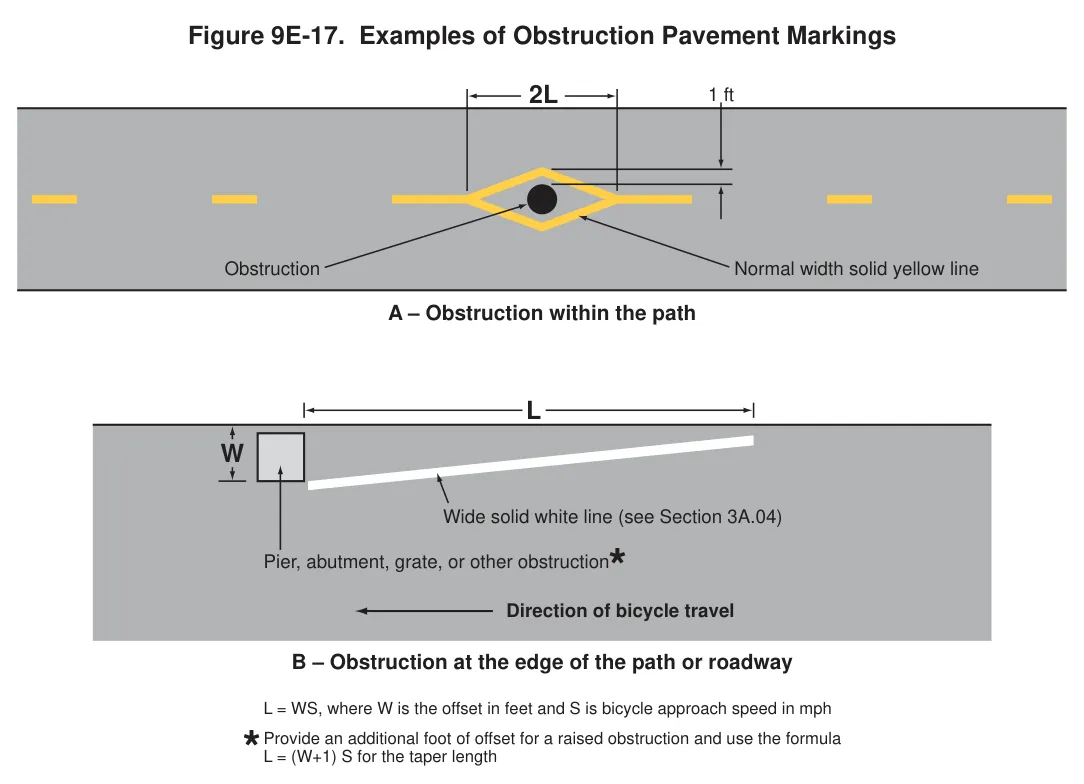 Figure 9E-17.  Examples of Obstruction Pavement Markings
2L
1 ft
Obstruction
Normal width solid yellow line
A – Obstruction within the path
L
W
Wide solid white line (see Section 3A.04)
Pier, abutment, grate, or other obstruction*
Direction of bicycle travel
B – Obstruction at the edge of the path or roadway
L = WS, where W is the offset in feet and S is bicycle approach speed in mph
* Provide an additional foot of offset for a raised obstruction and use the formula
L = (W+1) S for the taper length